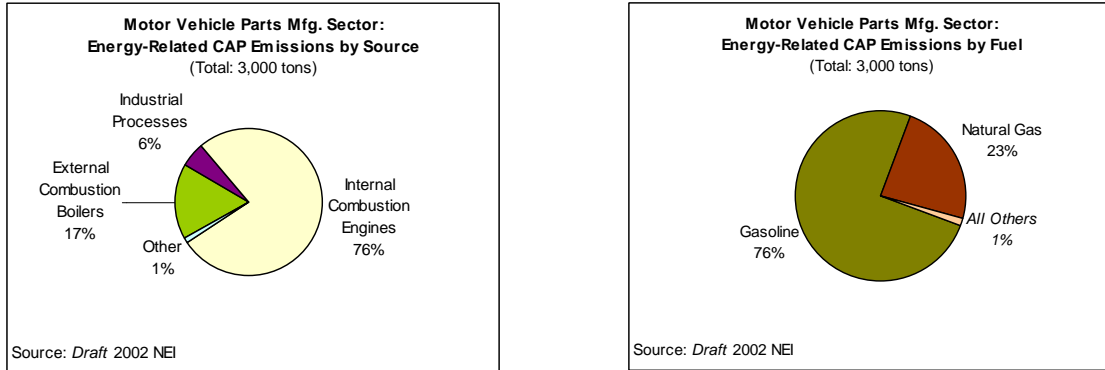 Motor Vehicle Parts Mfg. Sector:
Energy-Related CAP Emissions by Source
(Total: 3,000 tons)
Industrial
Processes
6%
External
Combustion
Boilers
17%
Other
1%
Internal
Combustion
Engines
76%
Source: Draft 2002 NEI
Motor Vehicle Parts Mfg. Sector:
Energy-Related CAP Emissions by Fuel
(Total: 3,000 tons)
Natural Gas
23%
All Others
1%
Gasoline
76%
Source: Draft 2002 NEI